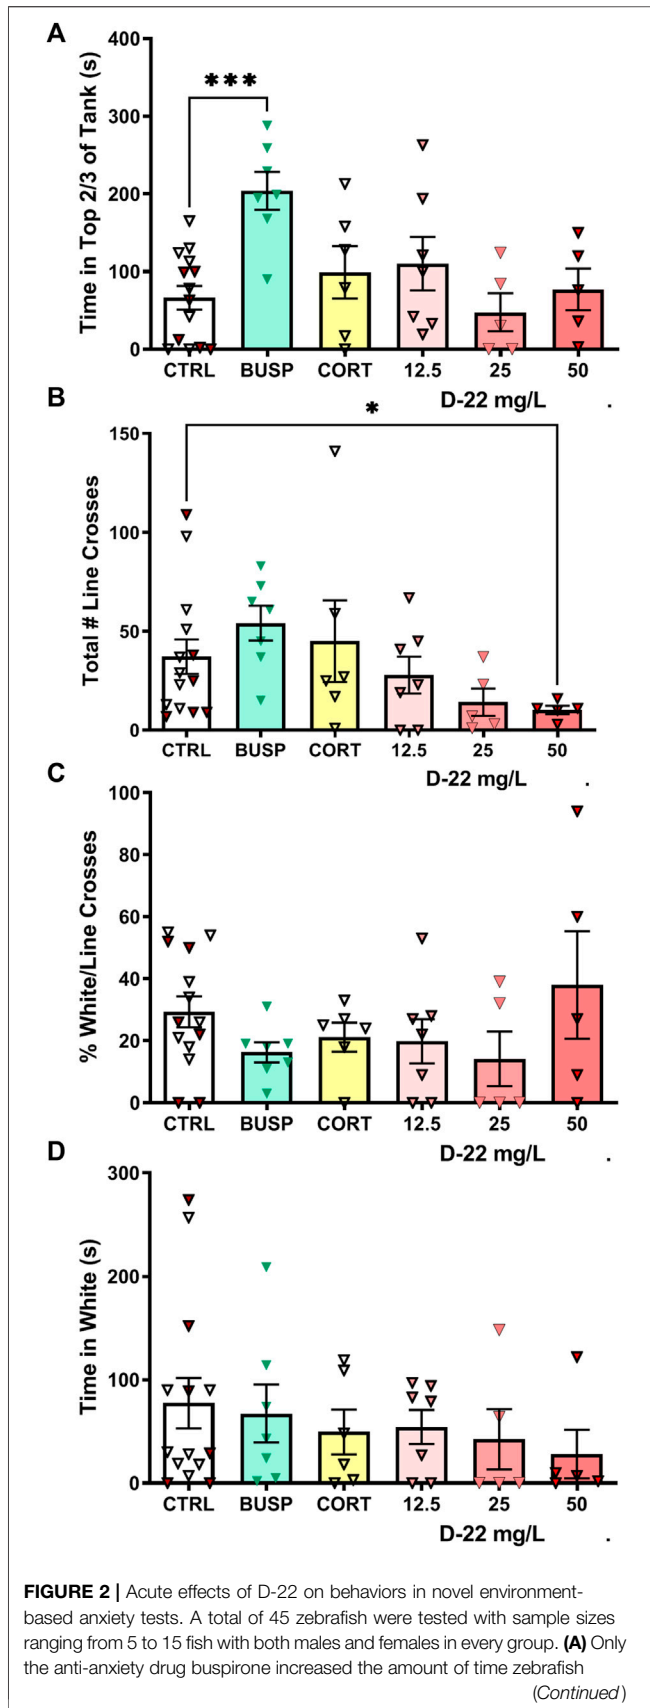 A
Time in Top 2/3 of Tank (s)
400
300
200
100
0
***
CTRL BUSP CORT 12.5 25 50
D-22 mg/L .
B
Total # Line Crosses
150
100
50
0
*
CTRL BUSP CORT 12.5 25 50
D-22 mg/L .
C
% White/Line Crosses
100
80
60
40
20
0
CTRL BUSP CORT 12.5 25 50
D-22 mg/L .
D
Time in White (s)
300
200
100
0
CTRL BUSP CORT 12.5 25 50
D-22 mg/L .
FIGURE 2 | Acute effects of D-22 on behaviors in novel environment-
based anxiety tests. A total of 45 zebrafish were tested with sample sizes
ranging from 5 to 15 fish with both males and females in every group. (A) Only
the anti-anxiety drug buspirone increased the amount of time zebrafish
(Continued)